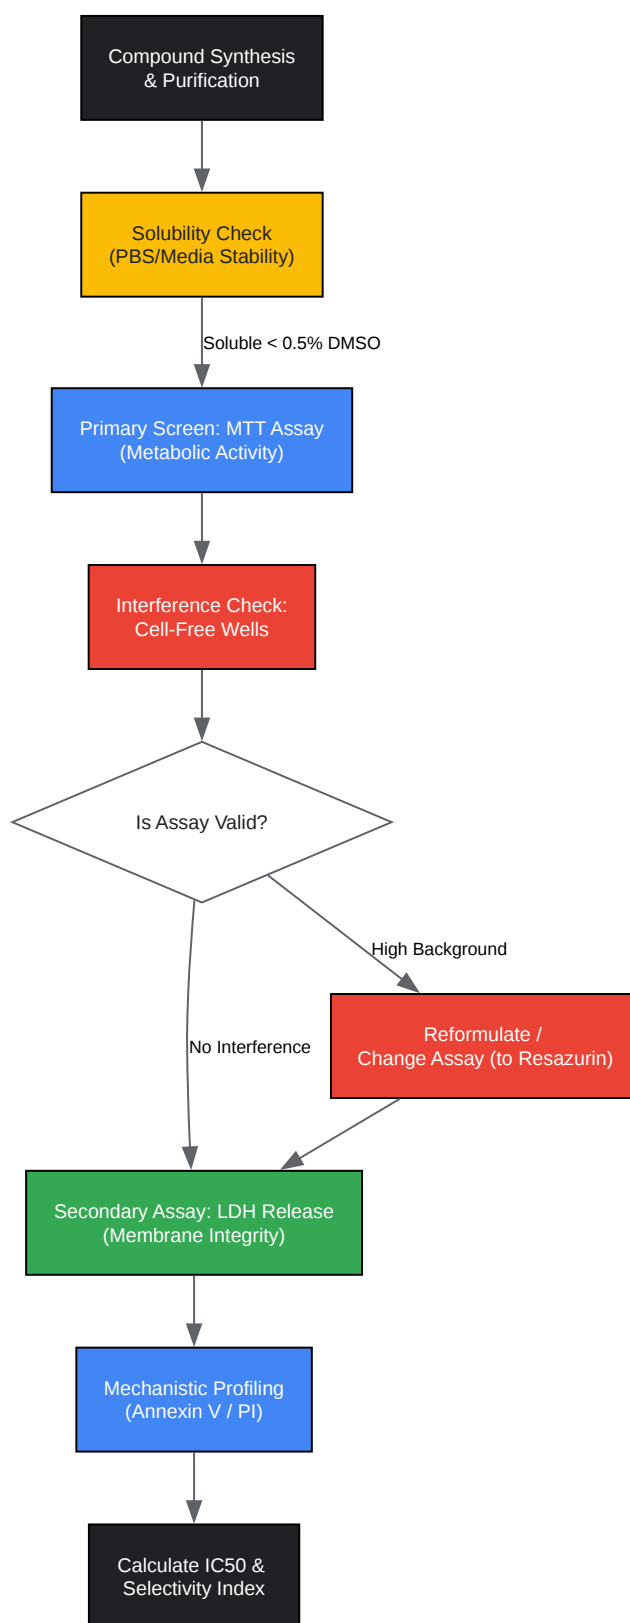 Compound Synthesis
& Purification
Solubility Check
(PBS/Media Stability)
Soluble < 0.5% DMSO
Primary Screen: MTT Assay
(Metabolic Activity)
Interference Check:
Cell-Free Wells
Is Assay Valid?
High Background
Reformulate /
Change Assay (to Resazurin)
No Interference
Secondary Assay: LDH Release
(Membrane Integrity)
Mechanistic Profiling
(Annexin V / PI)
Calculate IC50 &
Selectivity Index